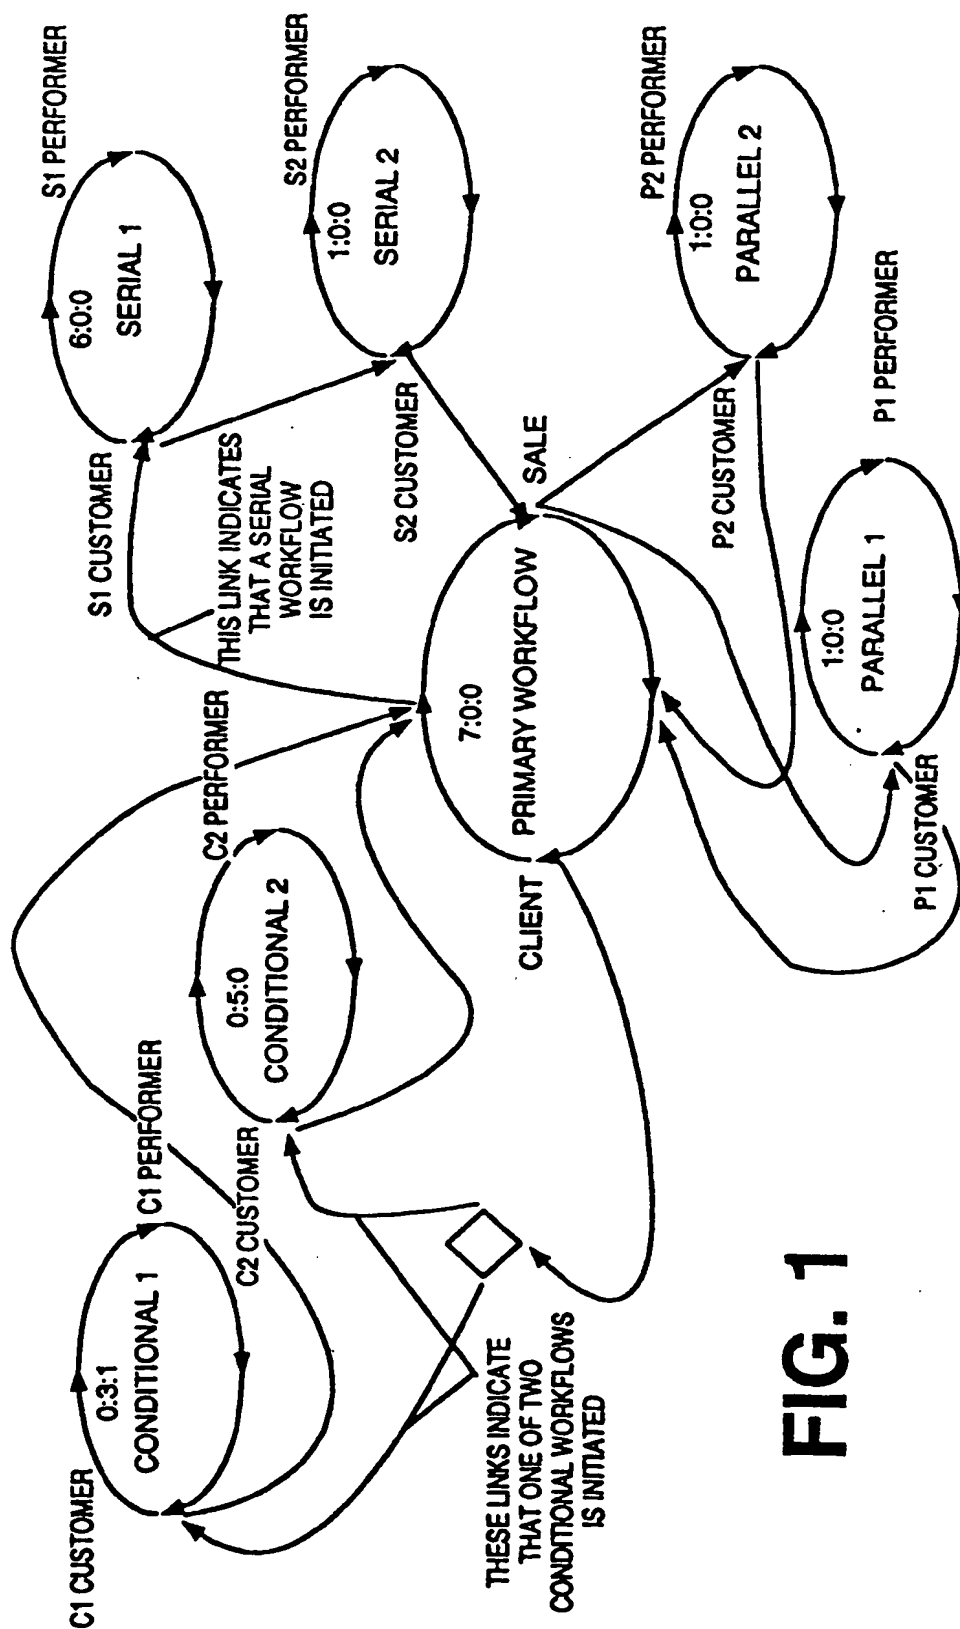 C1 CUSTOMER
0:3:1
CONDITIONAL 1
C1 PERFORMER
C2 CUSTOMER
0:5:0
CONDITIONAL 2
C2 PERFORMER
S1 CUSTOMER
6:0:0
SERIAL 1
S1 PERFORMER
THIS LINK INDICATES
THAT A SERIAL
WORKFLOW
IS INITIATED
S2 CUSTOMER
1:0:0
SERIAL 2
S2 PERFORMER
CLIENT
7:0:0
PRIMARY WORKFLOW
SALE
THESE LINKS INDICATE
THAT ONE OF TWO
CONDITIONAL WORKFLOWS
IS INITIATED
P2 CUSTOMER
1:0:0
PARALLEL 2
P2 PERFORMER
P1 CUSTOMER
1:0:0
PARALLEL 1
P1 PERFORMER
FIG. 1